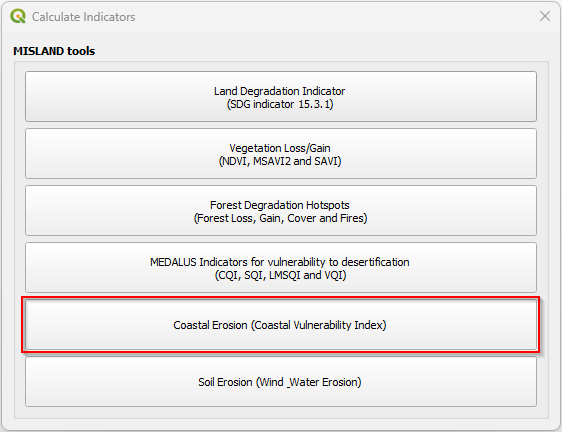 Calculate Indicators
MISLAND tools
Land Degradation Indicator
(SDG indicator 15.3.1)
Vegetation Loss/Gain
(NDVI, MSAVI2 and SAVI)
Forest Degradation Hotspots
(Forest Loss, Gain, Cover and Fires)
MEDALUS Indicators for vulnerability to desertification
(CQI, SQI, LMSQI and VQI)
Coastal Erosion (Coastal Vulnerability Index)
Soil Erosion (Wind _Water Erosion)